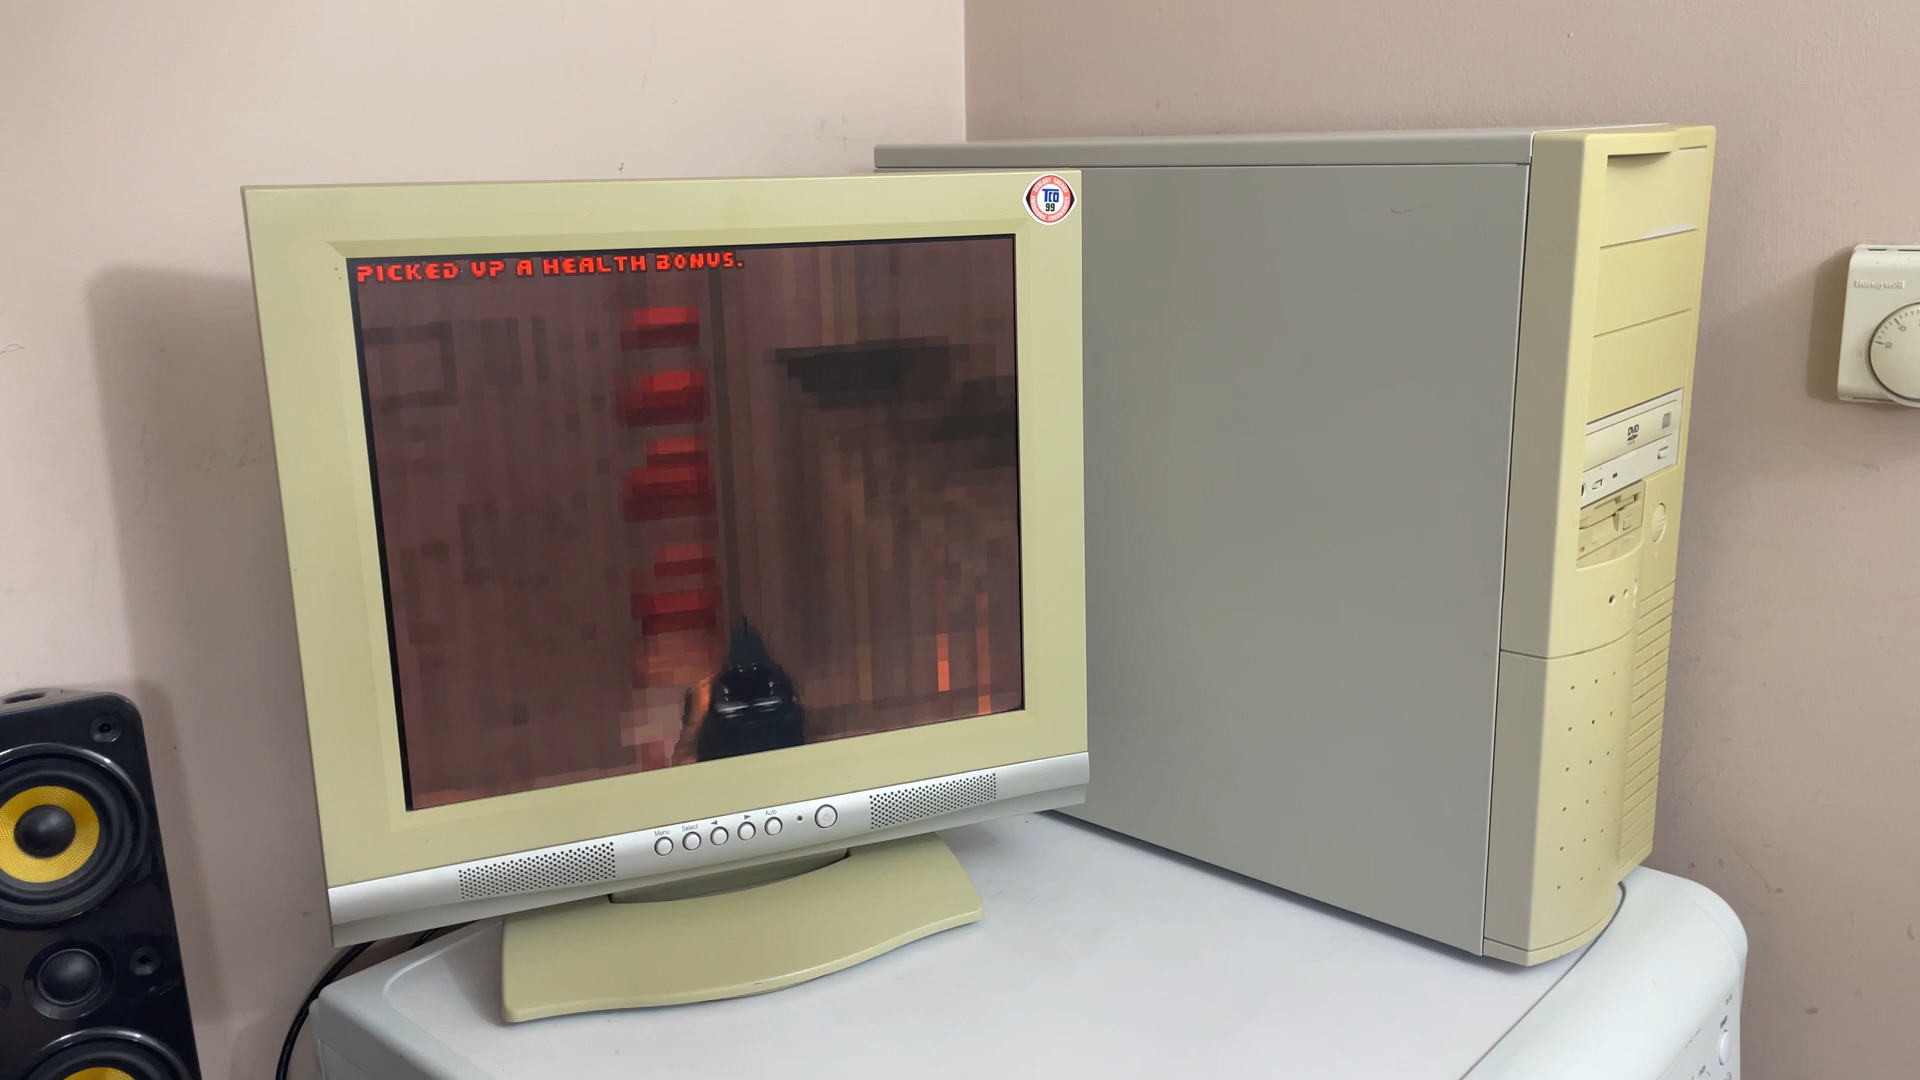 PICKED UP A HEALTH BONUS.
TCO
99
Honeywell
DVD
Menu
Select
Auto